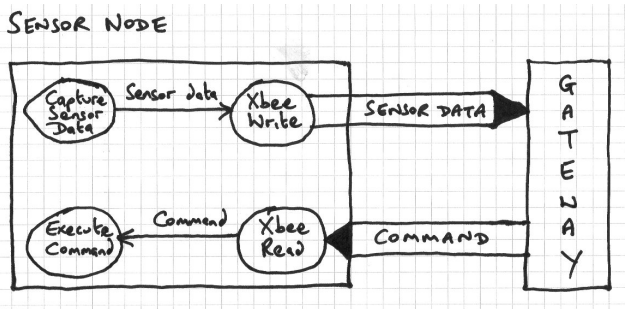 SENSOR NODE
Capture
Sensor
Data
Sensor data
Xbee
Write
SENSOR DATA
Execute
Command
Command
Xbee
Read
COMMAND
G
A
T
E
W
A
Y